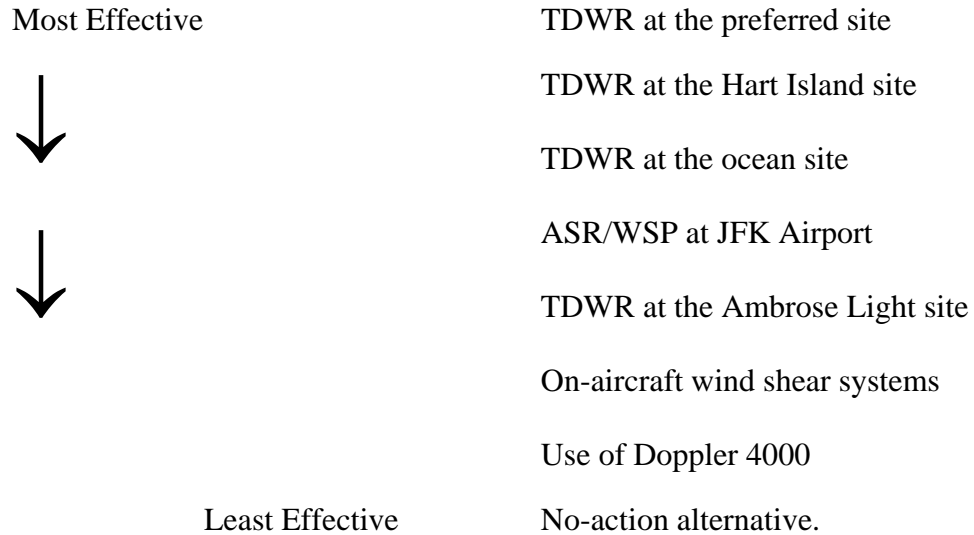 Most Effective TDWR at the preferred site
TDWR at the Hart Island site
TDWR at the ocean site
ASR/WSP at JFK Airport
TDWR at the Ambrose Light site
On-aircraft wind shear systems
Use of Doppler 4000
Least Effective No-action alternative.